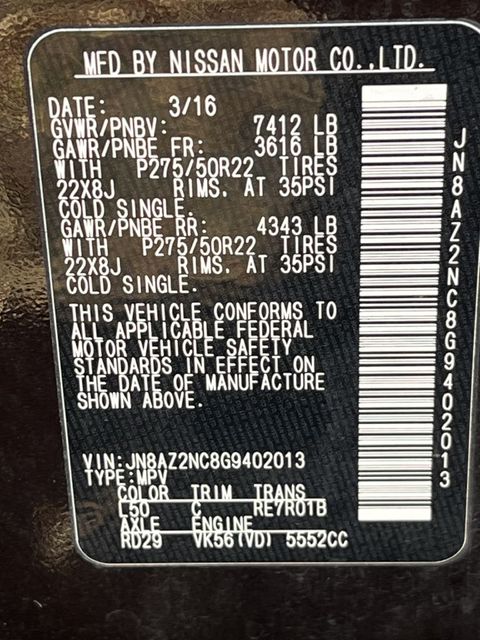 MFD BY NISSAN MOTOR CO.,LTD.
DATE: 3/16
GVWR/PNBV: 7412 LB
GAWR/PNBE FR: 3616 LB
WITH P275/50R22 TIRES
22X8J RIMS. AT 35PSI
COLD SINGLE.
GAWR/PNBE RR: 4343 LB
WITH P275/50R22 TIRES
22X8J RIMS. AT 35PSI
COLD SINGLE.
THIS VEHICLE CONFORMS TO
ALL APPLICABLE FEDERAL
MOTOR VEHICLE SAFETY
STANDARDS IN EFFECT ON
THE DATE OF MANUFACTURE
SHOWN ABOVE.
VIN:JN8AZ2NC8G9402013
TYPE:MPV
COLOR TRIM TRANS
L50 C RE7R01B
AXLE ENGINE
RD29 VK56(VD) 5552CC
JN8AZ2NC8G9402013